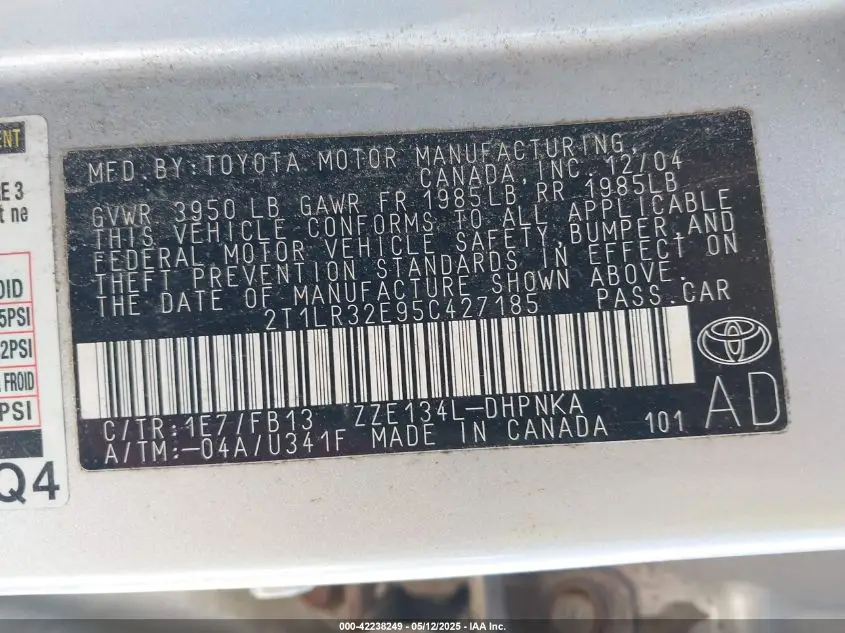 ENT
E 3
t ne
OID
5PSI
2PSI
FROID
PSI
Q4
MFD.BY:TOYOTA MOTOR MANUFACTURING,
CANADA,INC.12/04
GVWR 3950 LB GAWR FR 1985LB,RR 1985LB
THIS VEHICLE CONFORMS TO ALL APPLICABLE
FEDERAL MOTOR VEHICLE SAFETY,BUMPER,AND
THEFT PREVENTION STANDARDS IN EFFECT ON
THE DATE OF MANUFACTURE SHOWN ABOVE.
2T1LR32E95C427185 PASS.CAR
C/TR:1E7/FB13 ZZE134L-DHPNKA
A/TM:-04A/U341F MADE IN CANADA 101
AD
000-42238249 - 05/12/2025 - IAA Inc.